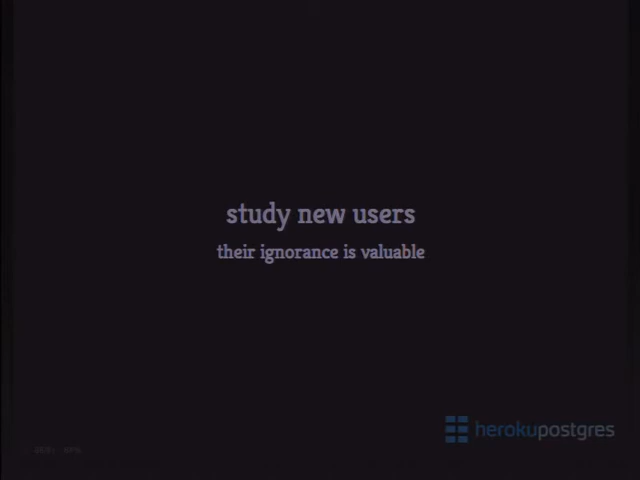 study new users
their ignorance is valuable
herokupostgres